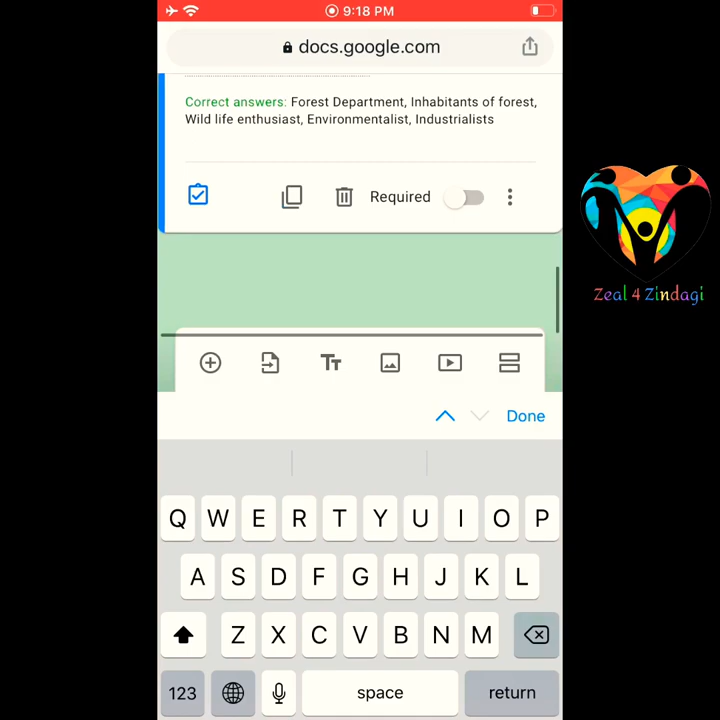 9:18 PM
docs.google.com
Correct answers: Forest Department, Inhabitants of forest,
Wild life enthusiast, Environmentalist, Industrialists
Required
Zeal 4 Zindagi
Tт
Done
Q W E R T Y U I O P
A S D F G H J K L
Z X C V B N M
123 space return